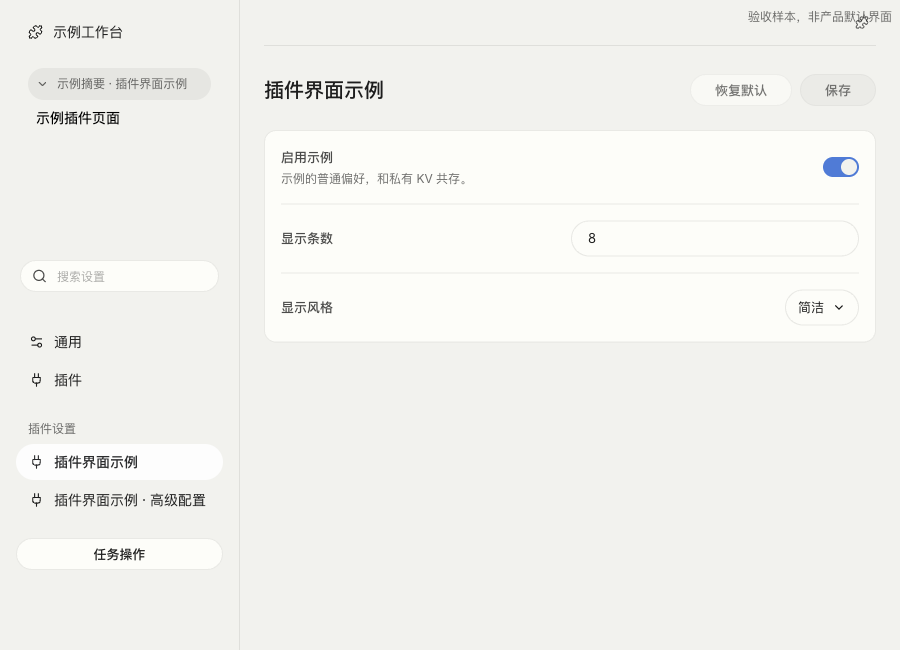 示例工作台
示例摘要 · 插件界面示例
示例插件页面
搜索设置
通用
插件
插件设置
插件界面示例
插件界面示例 · 高级配置
任务操作
验收样本，非产品默认界面
插件界面示例
恢复默认
保存
启用示例
示例的普通偏好，和私有 KV 共存。
显示条数
8
显示风格
简洁